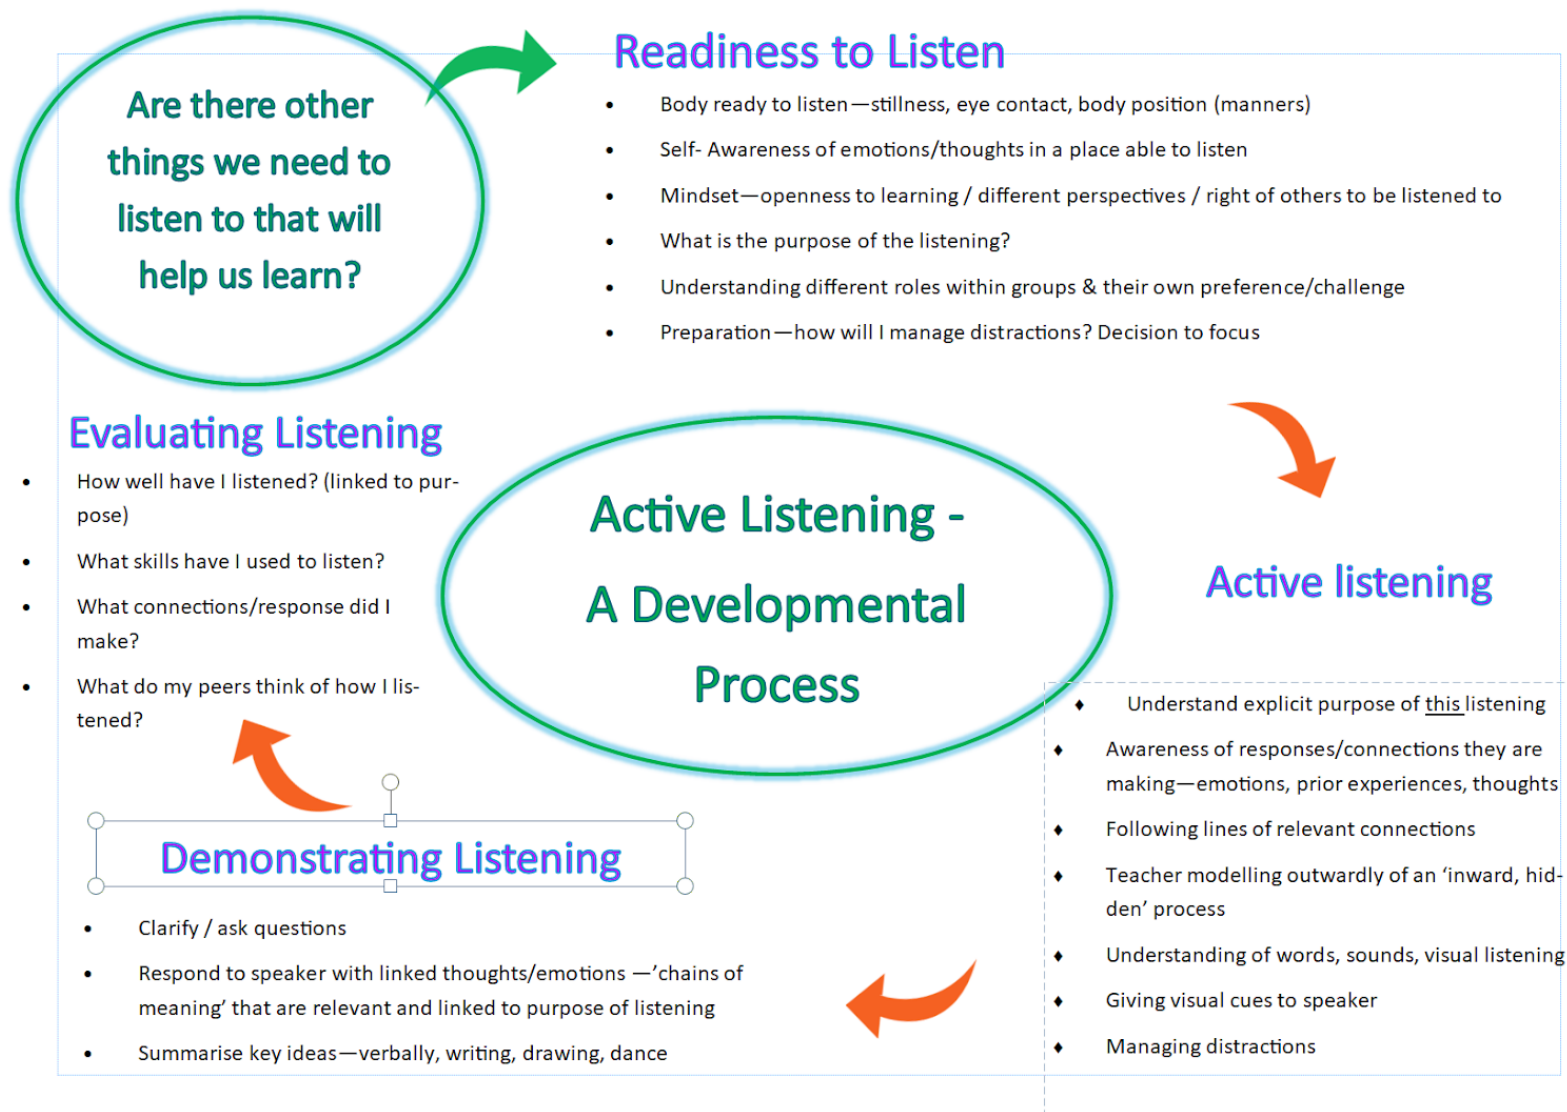 Are there other
things we need to
listen to that will
help us learn?
Readiness to Listen
• Body ready to listen—stillness, eye contact, body position (manners)
• Self- Awareness of emotions/thoughts in a place able to listen
• Mindset—openness to learning / different perspectives / right of others to be listened to
• What is the purpose of the listening?
• Understanding different roles within groups & their own preference/challenge
• Preparation—how will I manage distractions? Decision to focus
Active Listening -
A Developmental
Process
Active listening
♦ Understand explicit purpose of this listening
♦ Awareness of responses/connections they are
making—emotions, prior experiences, thoughts
♦ Following lines of relevant connections
♦ Teacher modelling outwardly of an ‘inward, hid-
den’ process
♦ Understanding of words, sounds, visual listening
♦ Giving visual cues to speaker
♦ Managing distractions
Demonstrating Listening
• Clarify / ask questions
• Respond to speaker with linked thoughts/emotions —’chains of
meaning’ that are relevant and linked to purpose of listening
• Summarise key ideas—verbally, writing, drawing, dance
Evaluating Listening
• How well have I listened? (linked to pur-
pose)
• What skills have I used to listen?
• What connections/response did I
make?
• What do my peers think of how I lis-
tened?